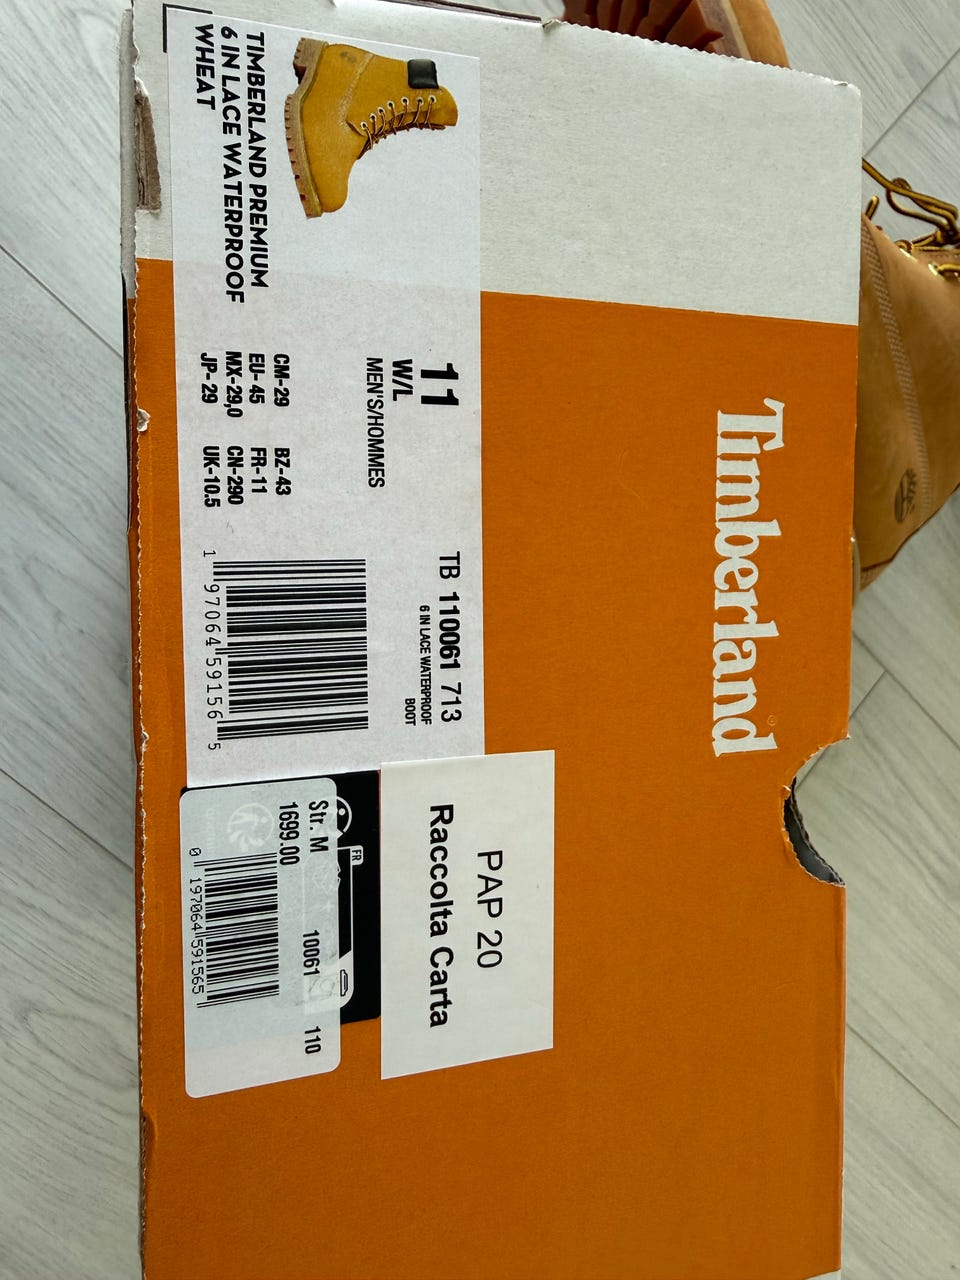 TIMBERLAND PREMIUM
6 IN LACE WATERPROOF
WHEAT
11
W/L
MEN'S/HOMMES
CM-29 BZ-43
EU-45 FR-11
MX-29,0 CN-290
JP-29 UK-10.5
TB 110061 713
6 IN LACE WATERPROOF
BOOT
1 97064 59156 5
Timberland
PAP 20
Raccolta Carta
FR
Str. M 10061 110
1699.00
0 197064 591565